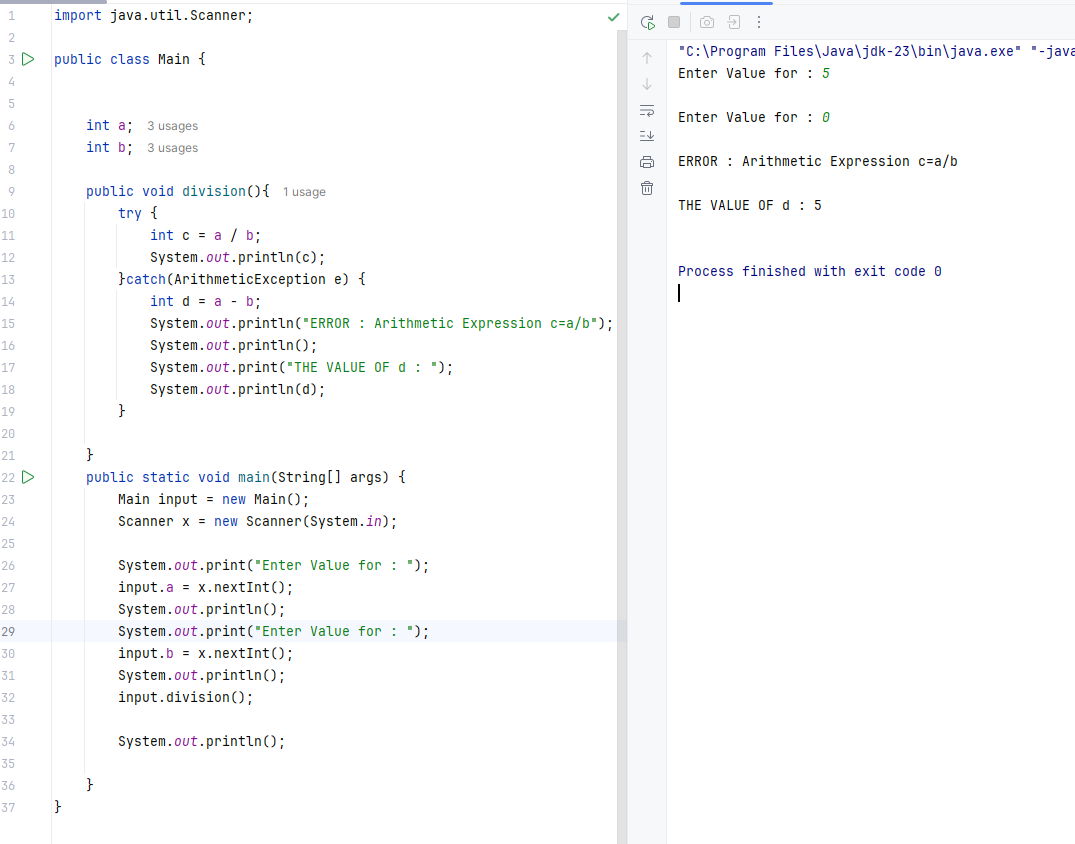 1 import java.util.Scanner;
2
3 public class Main {
4
5
6 int a; 3 usages
7 int b; 3 usages
8
9 public void division(){ 1 usage
10 try {
11 int c = a / b;
12 System.out.println(c);
13 }catch(ArithmeticException e) {
14 int d = a - b;
15 System.out.println("ERROR : Arithmetic Expression c=a/b");
16 System.out.println();
17 System.out.print("THE VALUE OF d : ");
18 System.out.println(d);
19 }
20
21 }
22 public static void main(String[] args) {
23 Main input = new Main();
24 Scanner x = new Scanner(System.in);
25
26 System.out.print("Enter Value for : ");
27 input.a = x.nextInt();
28 System.out.println();
29 System.out.print("Enter Value for : ");
30 input.b = x.nextInt();
31 System.out.println();
32 input.division();
33
34 System.out.println();
35
36 }
37 }
"C:\Program Files\Java\jdk-23\bin\java.exe" "-java
Enter Value for : 5
Enter Value for : 0
ERROR : Arithmetic Expression c=a/b
THE VALUE OF d : 5
Process finished with exit code 0